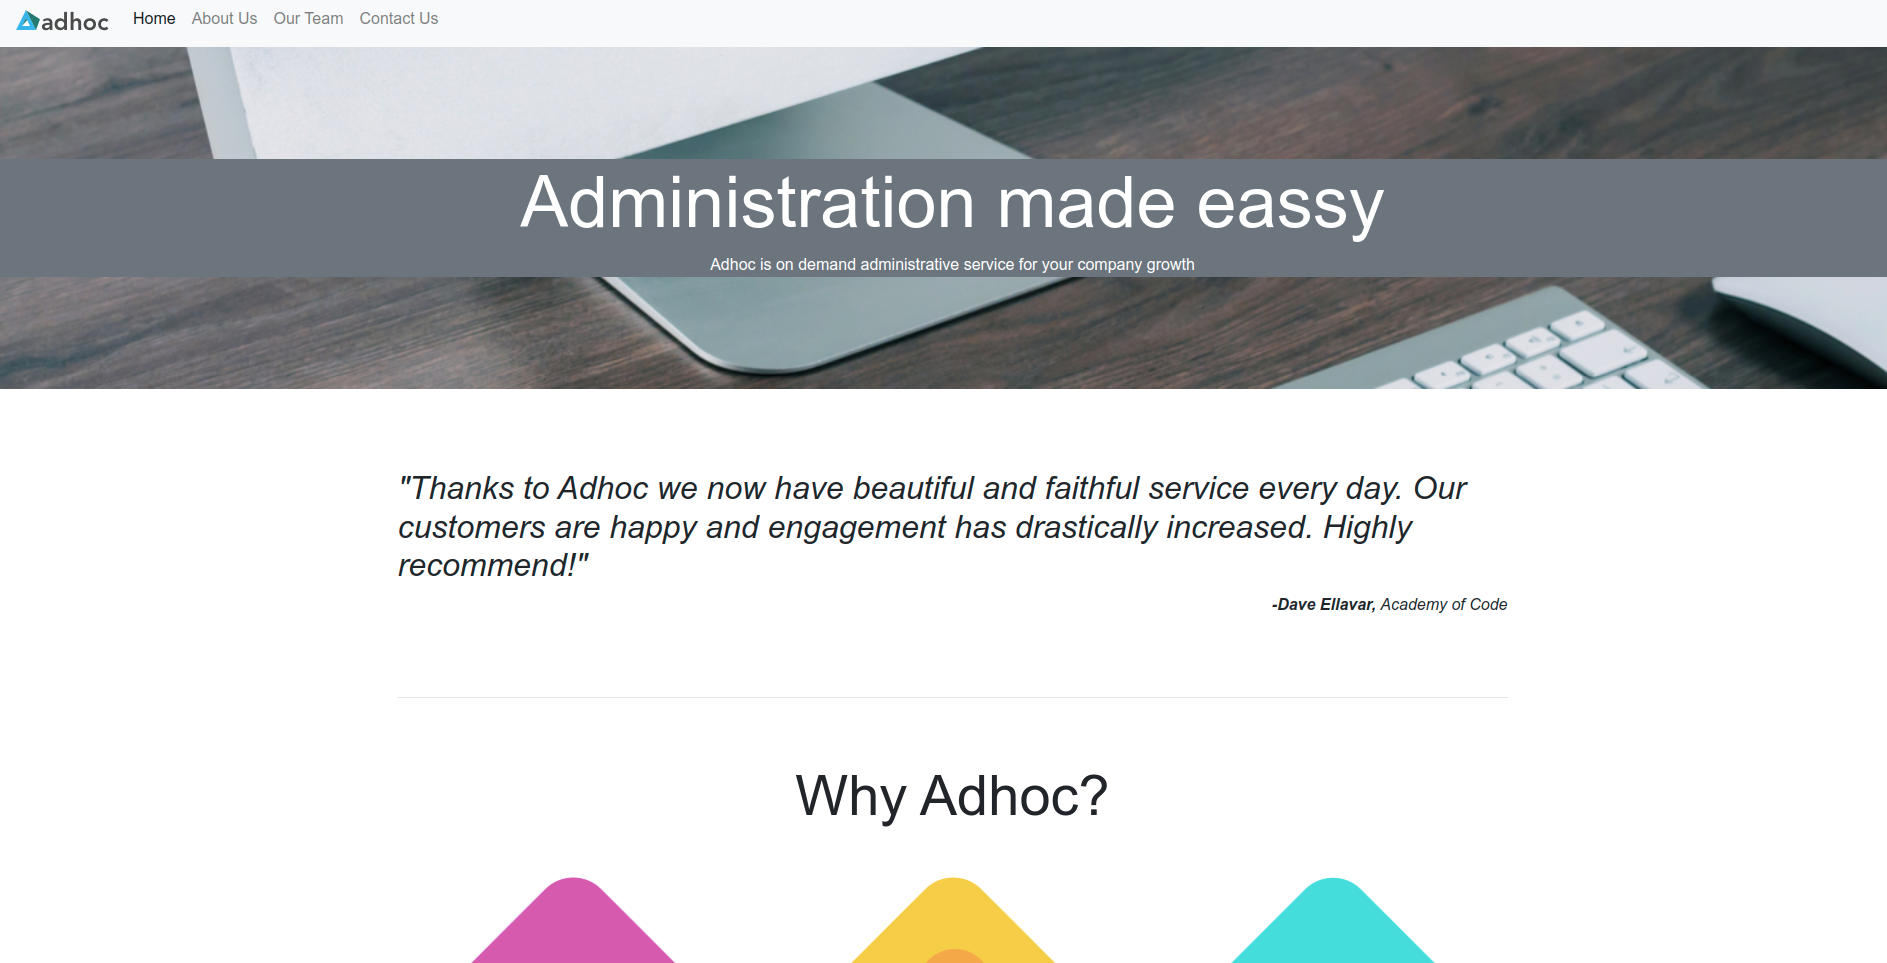 adhoc Home About Us Our Team Contact Us
Administration made eassy
Adhoc is on demand administrative service for your company growth
"Thanks to Adhoc we now have beautiful and faithful service every day. Our
customers are happy and engagement has drastically increased. Highly
recommend!"
-Dave Ellavar, Academy of Code
Why Adhoc?